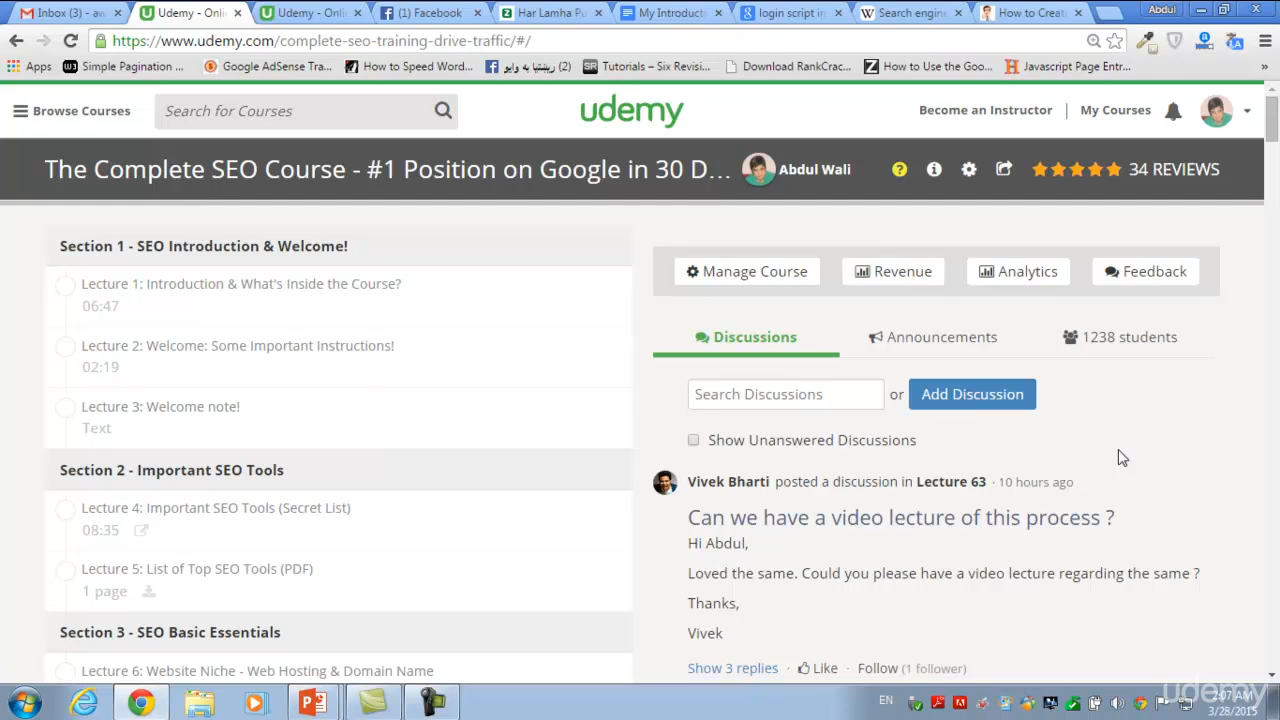 Inbox (3) - aw
Udemy - Onli
Udemy - Onli
(1) Facebook
Har Lamha Pu
My Introduct
login script in
Search engine
How to Create
Abdul
https://www.udemy.com/complete-seo-training-drive-traffic/#/
Apps
Simple Pagination ...
Google AdSense Tra...
How to Speed Word...
Tutorials – Six Revisi...
Download RankCrac...
How to Use the Goo...
Javascript Page Entr...
»
Browse Courses
Search for Courses
udemy
Become an Instructor
My Courses
The Complete SEO Course - #1 Position on Google in 30 D...
Abdul Wali
34 REVIEWS
Section 1 - SEO Introduction & Welcome!
Lecture 1: Introduction & What's Inside the Course?
06:47
Lecture 2: Welcome: Some Important Instructions!
02:19
Lecture 3: Welcome note!
Text
Section 2 - Important SEO Tools
Lecture 4: Important SEO Tools (Secret List)
08:35
Lecture 5: List of Top SEO Tools (PDF)
1 page
Section 3 - SEO Basic Essentials
Lecture 6: Website Niche - Web Hosting & Domain Name
Manage Course
Revenue
Analytics
Feedback
Discussions
Announcements
1238 students
Search Discussions
or
Add Discussion
Show Unanswered Discussions
Vivek Bharti posted a discussion in Lecture 63 · 10 hours ago
Can we have a video lecture of this process ?
Hi Abdul,
Loved the same. Could you please have a video lecture regarding the same ?
Thanks,
Vivek
Show 3 replies · Like · Follow (1 follower)
EN
2:07 AM
3/28/2015
udemy